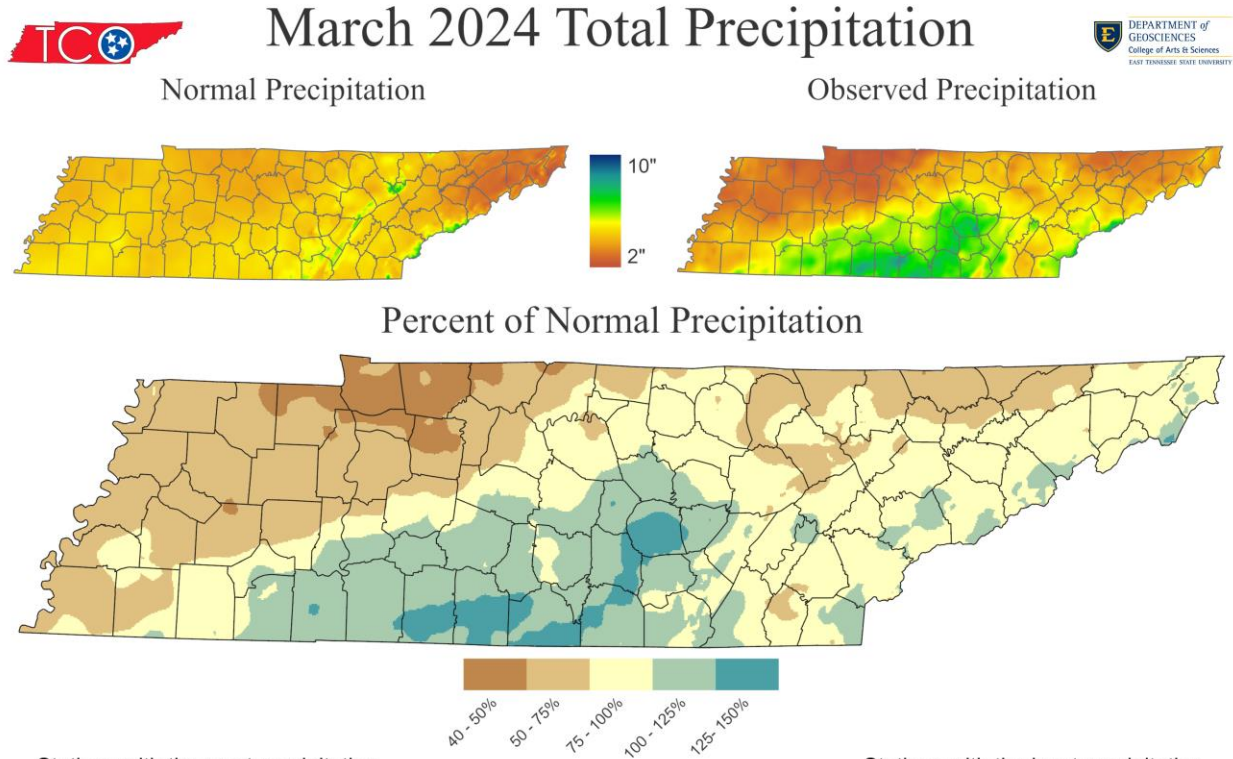 TCO
March 2024 Total Precipitation
E
DEPARTMENT of
GEOSCIENCES
College of Arts & Sciences
EAST TENNESSEE STATE UNIVERSITY
Normal Precipitation
Observed Precipitation
10"
2"
Percent of Normal Precipitation
40 - 50%
50 - 75%
75 - 100%
100 - 125%
125- 150%